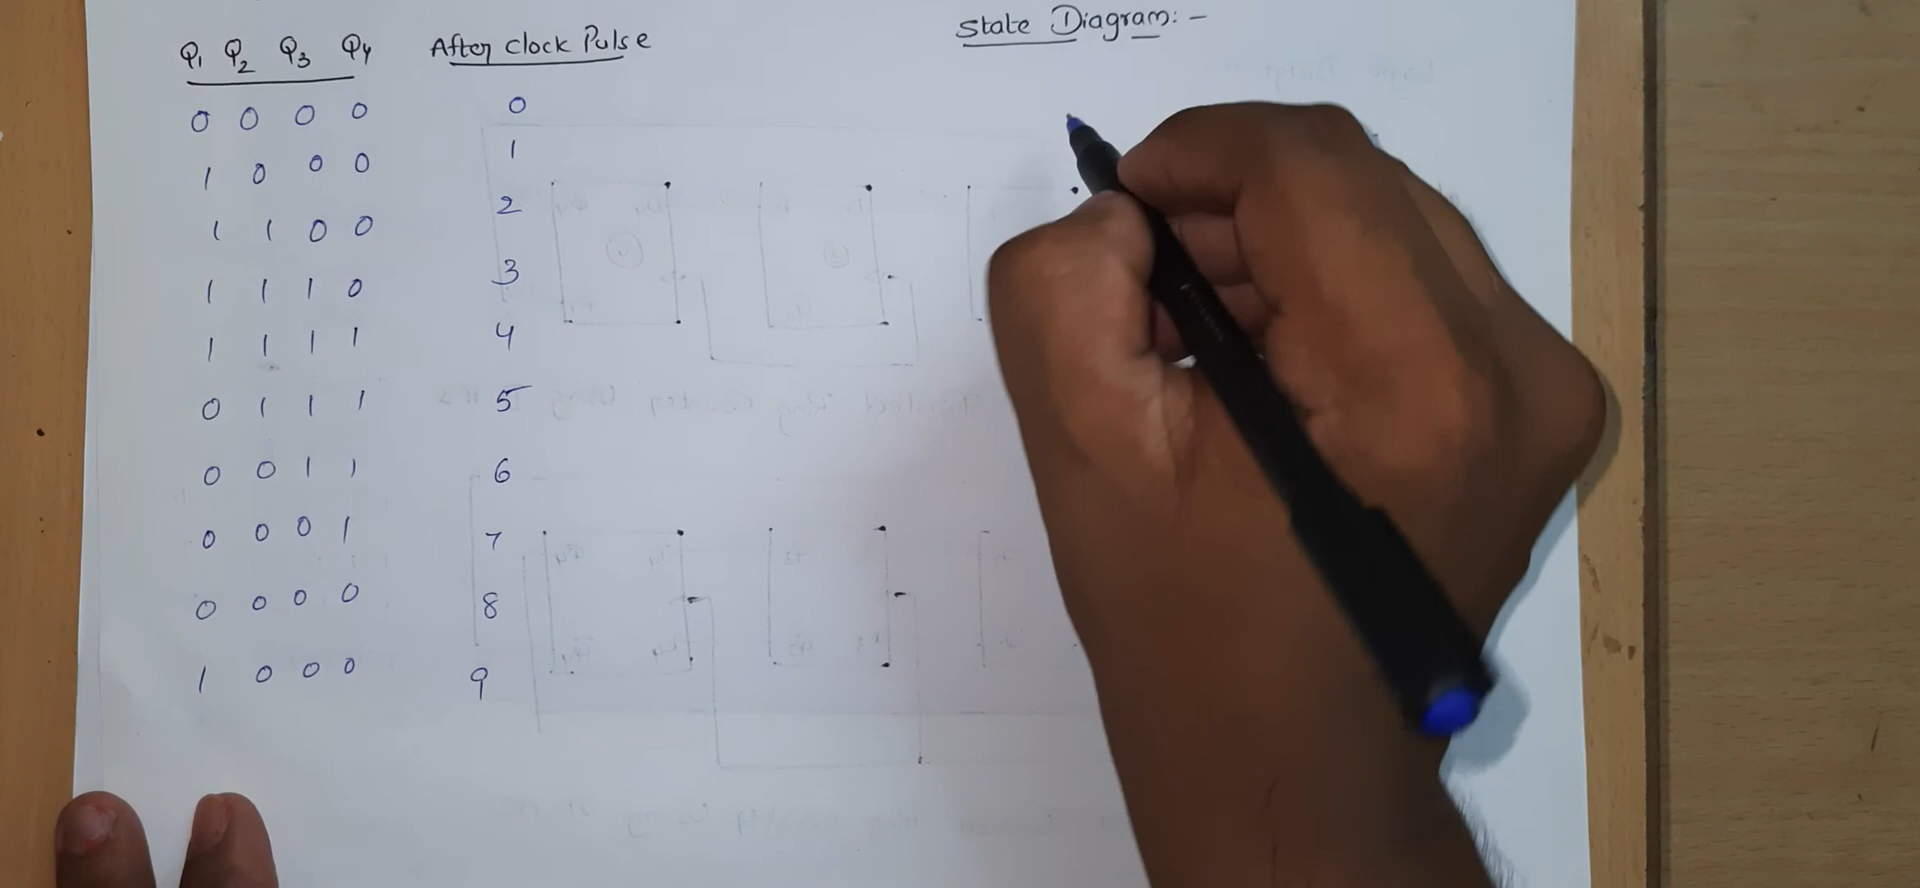 State Diagram: -
Q1 Q2 Q3 Q4 After clock Pulse
0 0 0 0 0
1 0 0 0 1
1 1 0 0 2
1 1 1 0 3
1 1 1 1 4
0 1 1 1 5
0 0 1 1 6
0 0 0 1 7
0 0 0 0 8
1 0 0 0 9